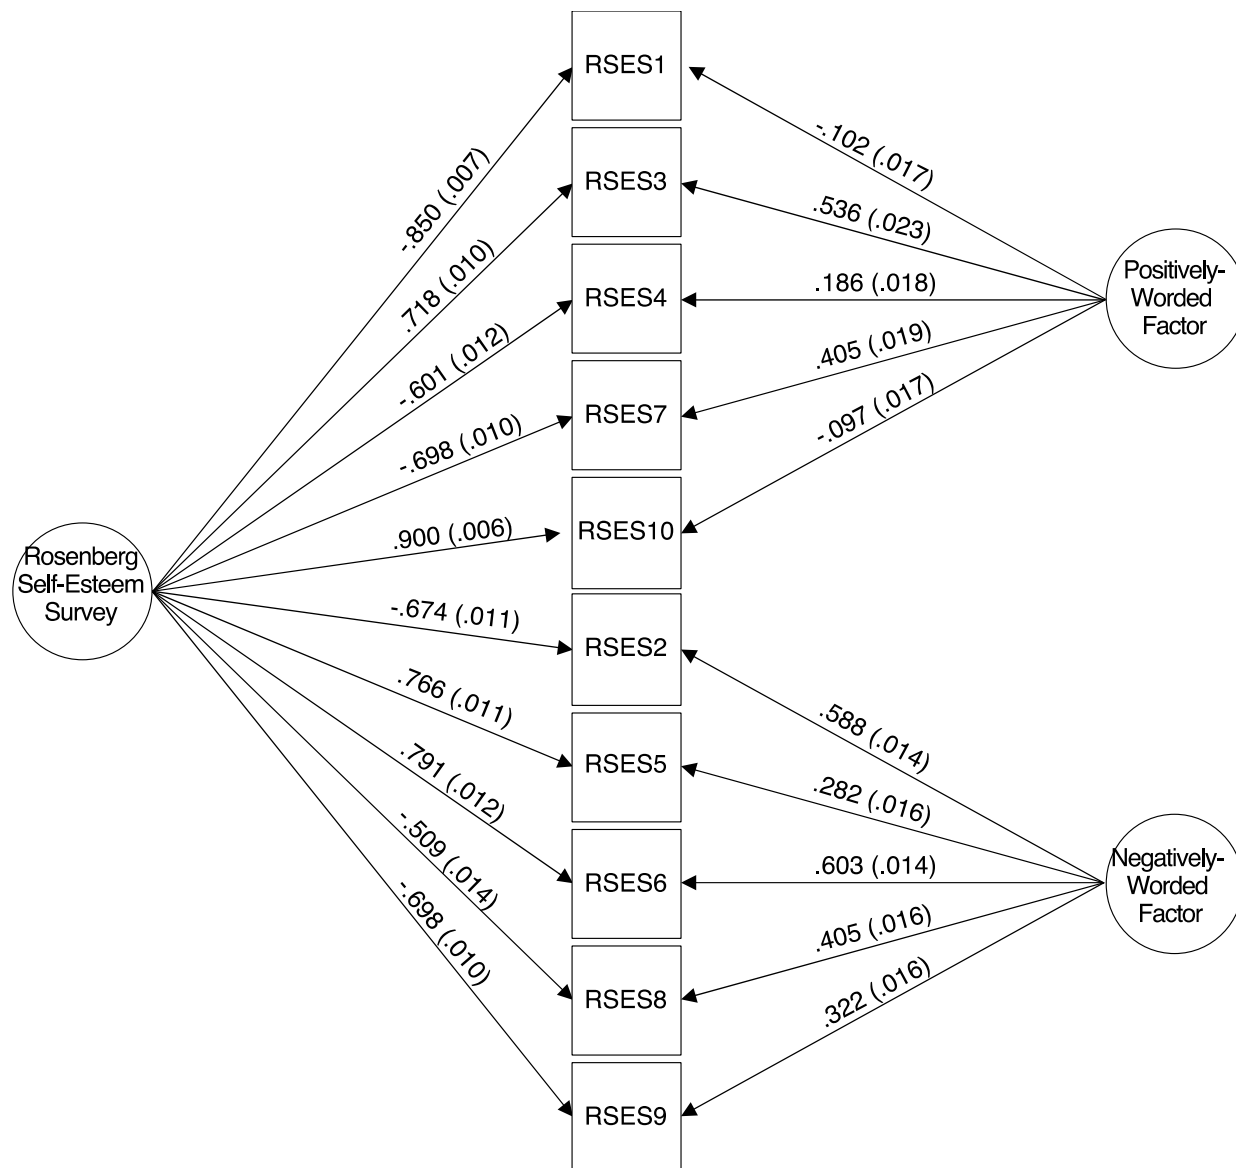 RSES1
RSES3
RSES4
RSES7
RSES10
RSES2
RSES5
RSES6
RSES8
RSES9
Rosenberg
Self-Esteem
Survey
-.850 (.007)
.718 (.010)
-.601 (.012)
-.698 (.010)
.900 (.006)
-.674 (.011)
.766 (.011)
.791 (.012)
-.509 (.014)
-.698 (.010)
Positively-
Worded
Factor
-.102 (.017)
.536 (.023)
.186 (.018)
.405 (.019)
-.097 (.017)
Negatively-
Worded
Factor
.588 (.014)
.282 (.016)
.603 (.014)
.405 (.016)
.322 (.016)